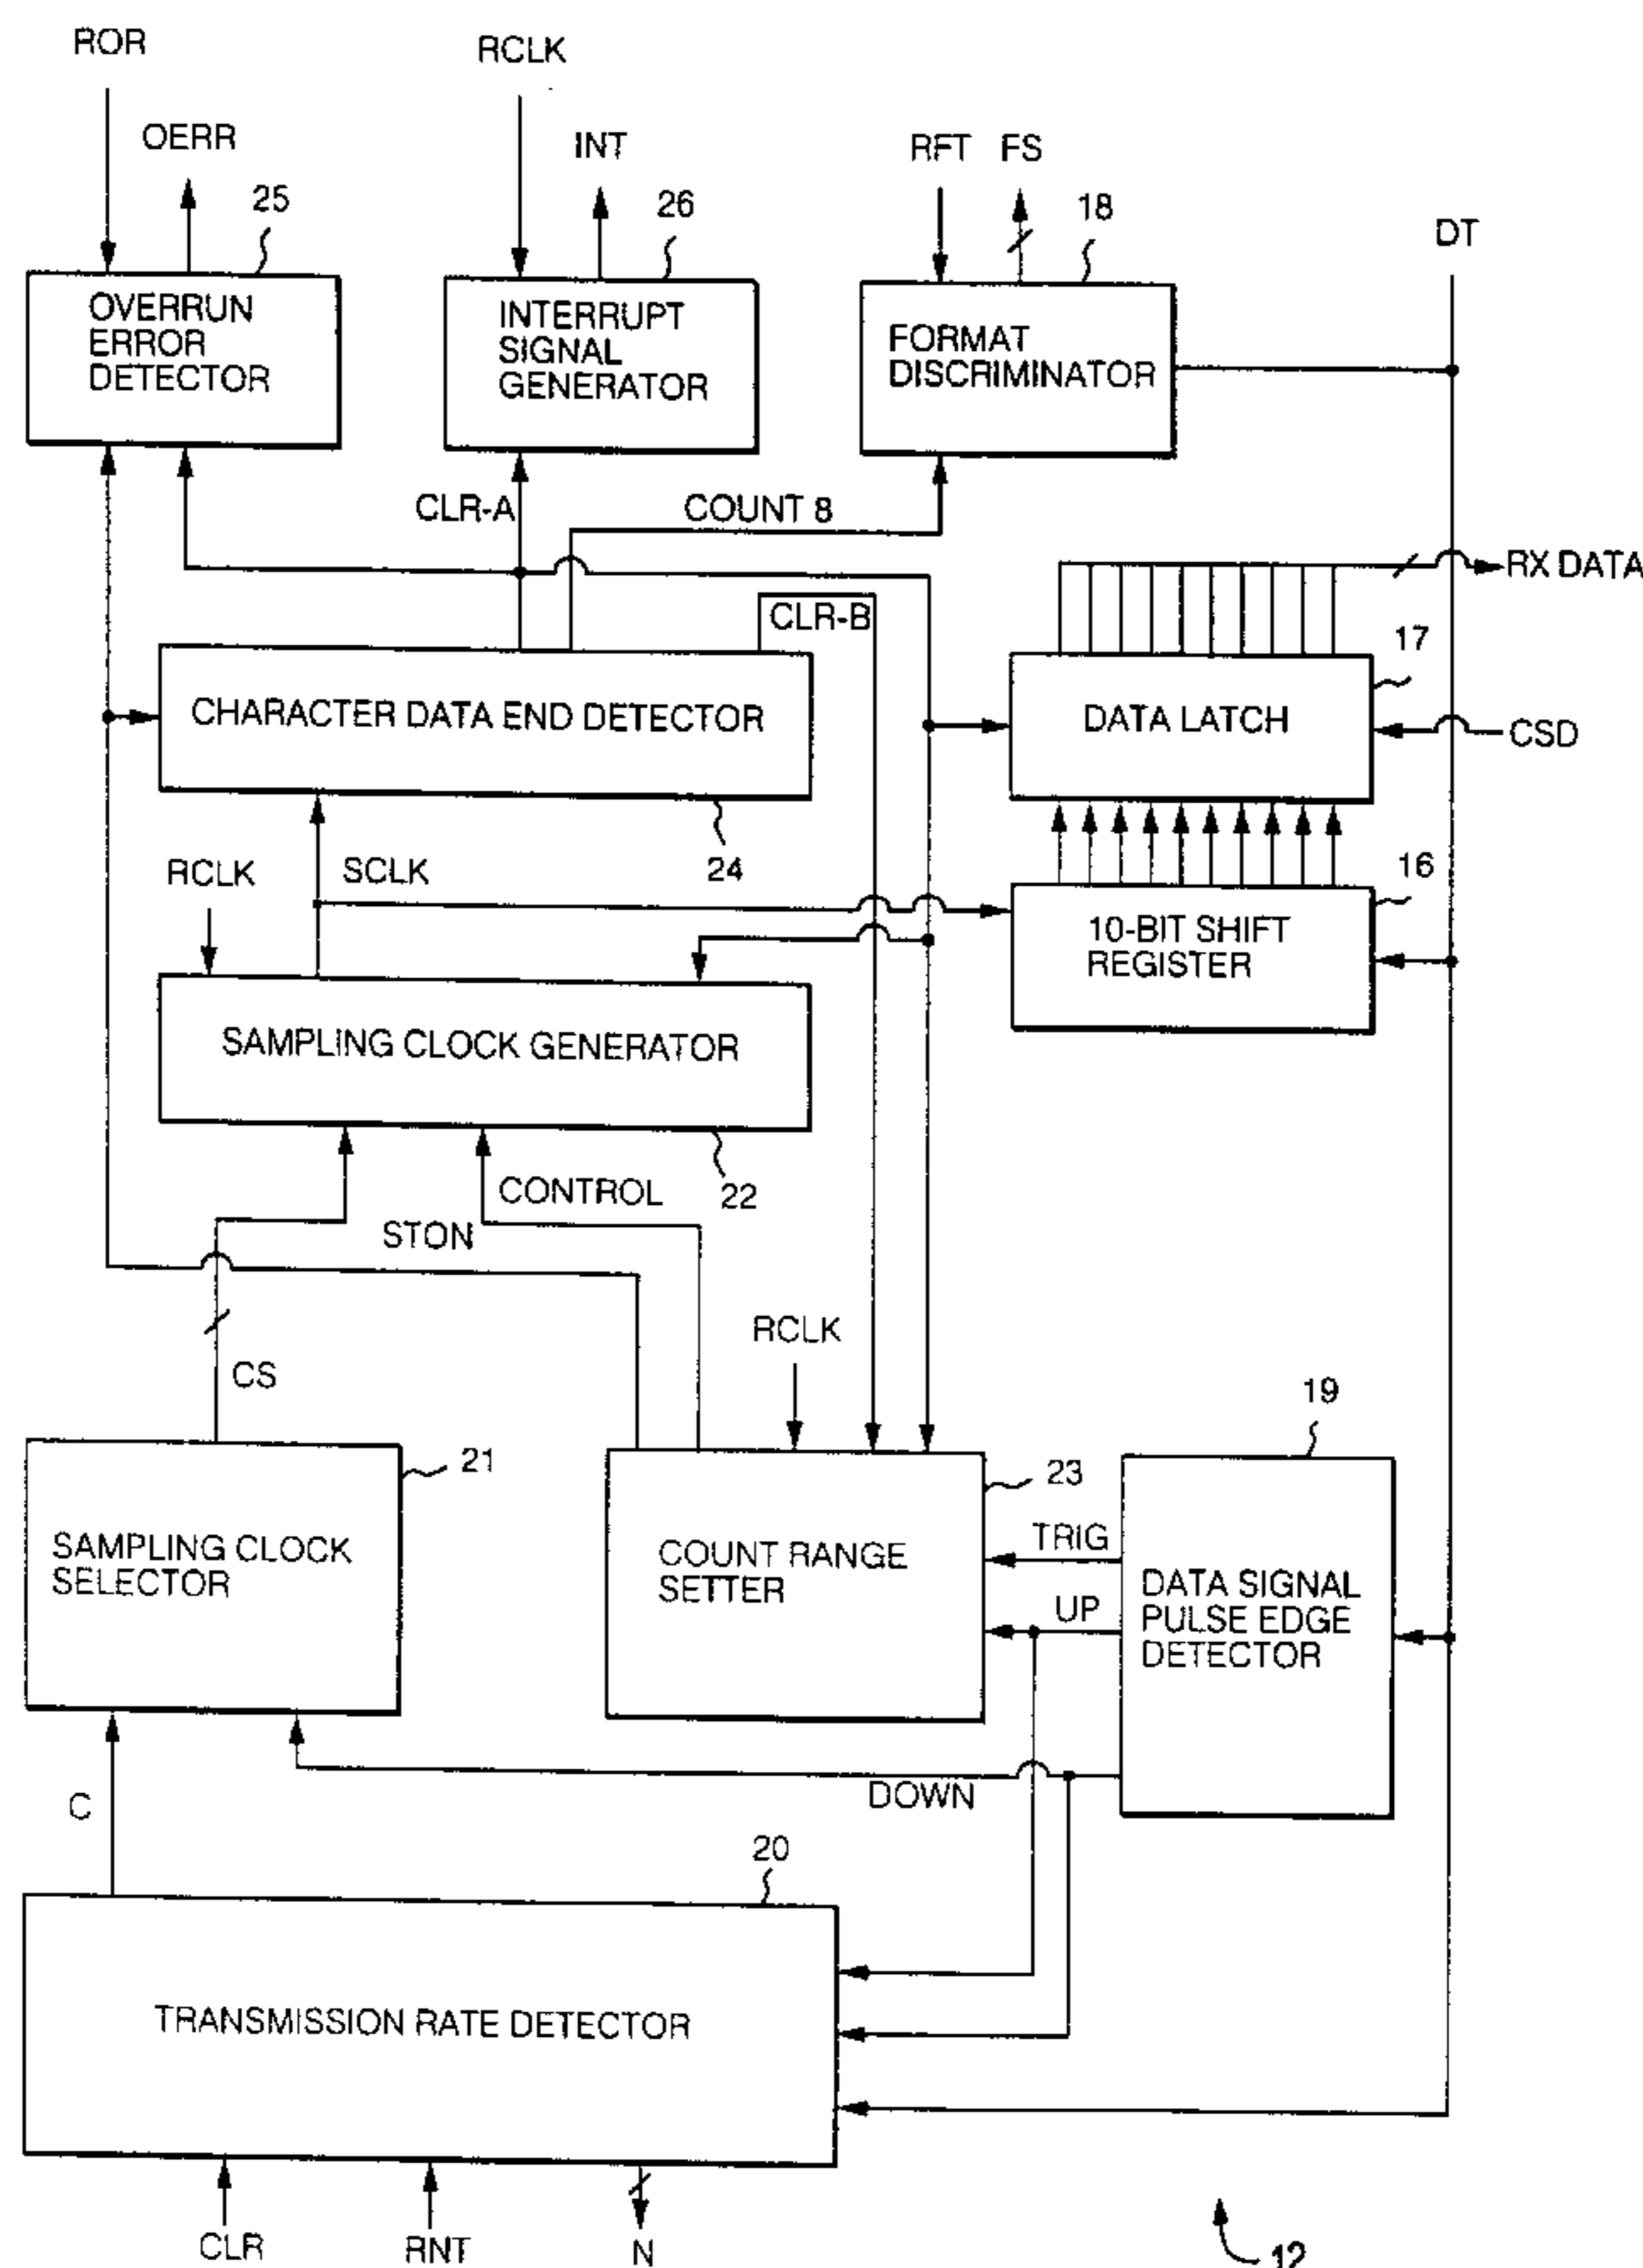 ROR
RCLK
OERR
INT
RFT
FS
DT
25
26
18
OVERRUN
ERROR
DETECTOR
INTERRUPT
SIGNAL
GENERATOR
FORMAT
DISCRIMINATOR
CLR-A
COUNT 8
RX DATA
CLR-B
17
CHARACTER DATA END DETECTOR
DATA LATCH
CSD
24
RCLK
SCLK
16
10-BIT SHIFT
REGISTER
SAMPLING CLOCK GENERATOR
22
CONTROL
STON
RCLK
CS
19
21
23
SAMPLING CLOCK
SELECTOR
COUNT RANGE
SETTER
TRIG
UP
DATA SIGNAL
PULSE EDGE
DETECTOR
DOWN
C
20
TRANSMISSION RATE DETECTOR
CLR
RNT
N
12